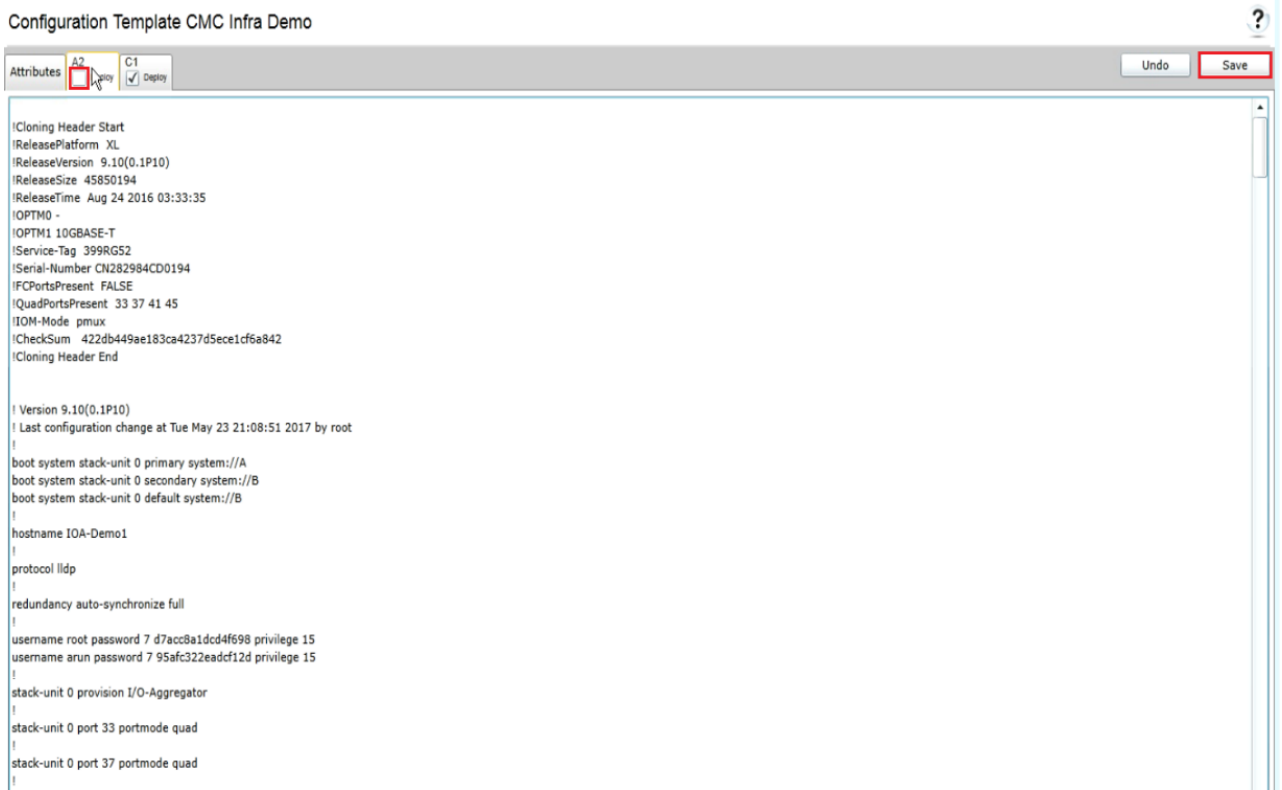 Configuration Template CMC Infra Demo
?
Attributes
A2
C1
Deploy
Undo
Save
!Cloning Header Start
!ReleasePlatform XL
!ReleaseVersion 9.10(0.1P10)
!ReleaseSize 45850194
!ReleaseTime Aug 24 2016 03:33:35
!OPTM0 -
!OPTM1 10GBASE-T
!Service-Tag 399RG52
!Serial-Number CN282984CD0194
!FCPortsPresent FALSE
!QuadPortsPresent 33 37 41 45
!IOM-Mode pmux
!CheckSum 422db449ae183ca4237d5ece1cf6a842
!Cloning Header End
! Version 9.10(0.1P10)
! Last configuration change at Tue May 23 21:08:51 2017 by root
!
boot system stack-unit 0 primary system://A
boot system stack-unit 0 secondary system://B
boot system stack-unit 0 default system://B
!
hostname IOA-Demo1
!
protocol lldp
!
redundancy auto-synchronize full
!
username root password 7 d7acc8a1dcd4f698 privilege 15
username arun password 7 95afc322eadcf12d privilege 15
!
stack-unit 0 provision I/O-Aggregator
!
stack-unit 0 port 33 portmode quad
!
stack-unit 0 port 37 portmode quad
!